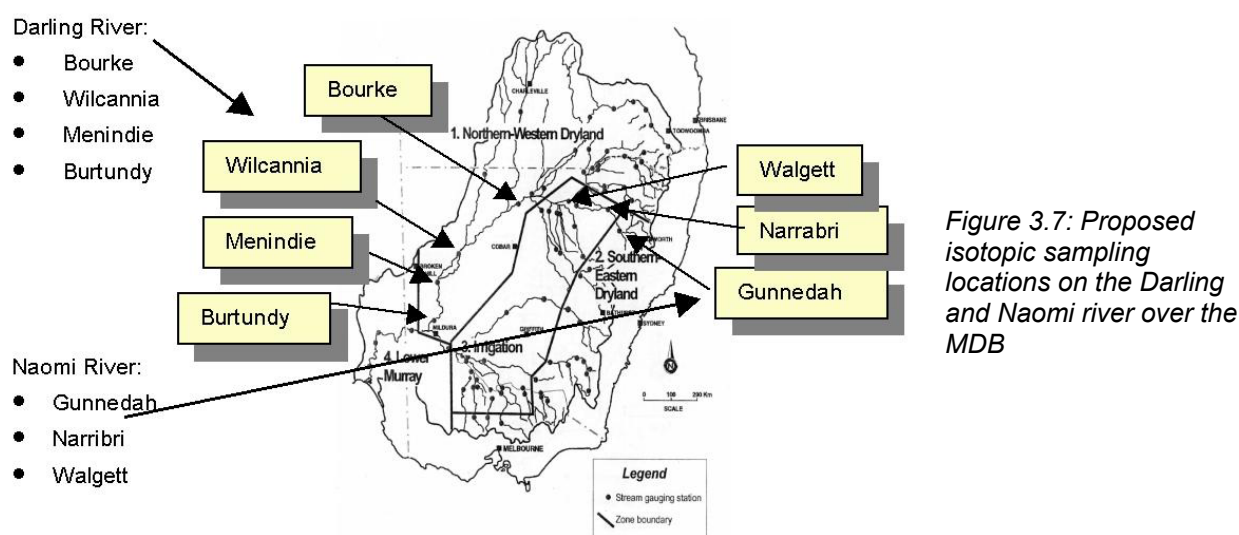 Darling River:
• Bourke
• Wilcannia
• Menindie
• Burtundy
Naomi River:
• Gunnedah
• Narribri
• Walgett
Bourke
Wilcannia
Menindie
Burtundy
Walgett
Narrabri
Gunnedah
CHARLEVILLE
BRISBANE
TOOWOOMBA
1. Northern-Western Dryland
COBAR
BROKEN
HILL
2. Southern-
Eastern
Dryland
SYDNEY
MILDURA
GRIFFITH
3. Irrigation
4. Lower
Murray
MELBOURNE
N
0 100 200 Km
SCALE
Legend
Stream gauging station
Zone boundary
Figure 3.7: Proposed
isotopic sampling
locations on the Darling
and Naomi river over the
MDB